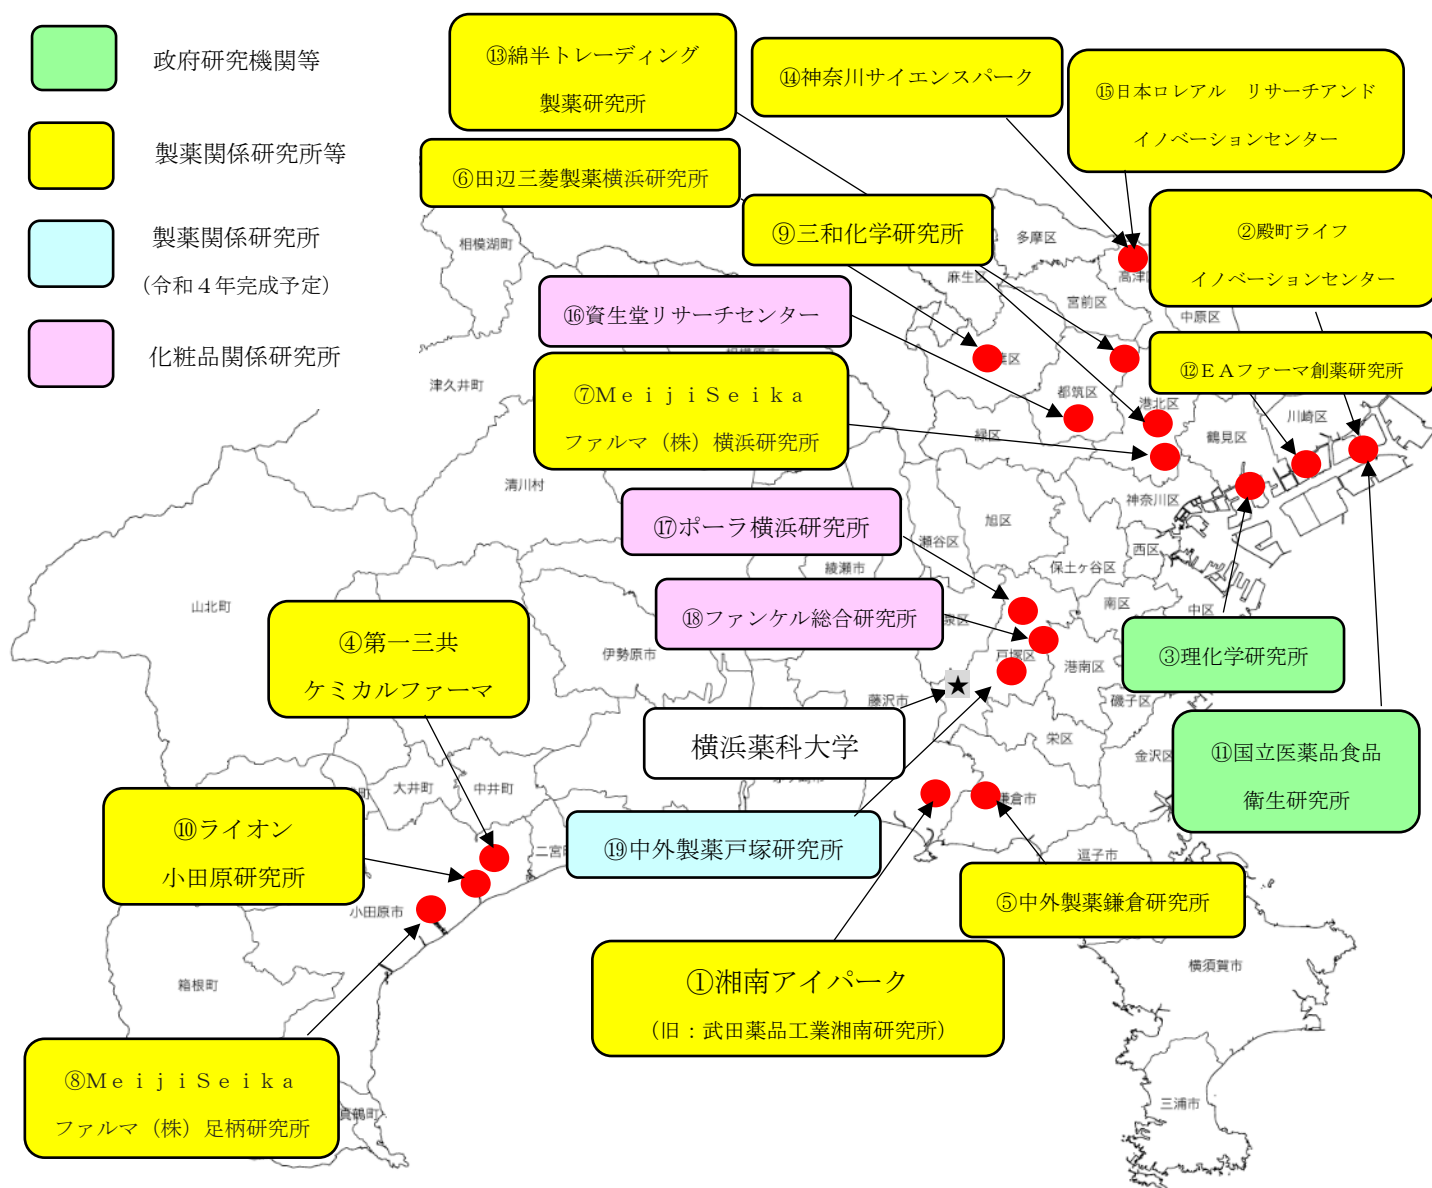 政府研究機関等
製薬関係研究所等
製薬関係研究所
（令和４年完成予定）
化粧品関係研究所
⑬綿半トレーディング
製薬研究所
⑭神奈川サイエンスパーク
⑮日本ロレアル　リサーチアンド
イノベーションセンター
⑥田辺三菱製薬横浜研究所
⑨三和化学研究所
②殿町ライフ
イノベーションセンター
⑯資生堂リサーチセンター
⑫ＥＡファーマ創薬研究所
⑦ＭｅｉｊｉＳｅｉｋａ
ファルマ（株）横浜研究所
⑰ポーラ横浜研究所
⑱ファンケル総合研究所
④第一三共
ケミカルファーマ
③理化学研究所
横浜薬科大学
⑪国立医薬品食品
衛生研究所
⑩ライオン
小田原研究所
⑲中外製薬戸塚研究所
⑤中外製薬鎌倉研究所
①湘南アイパーク
（旧：武田薬品工業湘南研究所）
⑧ＭｅｉｊｉＳｅｉｋａ
ファルマ（株）足柄研究所
相模湖町
津久井町
清川村
山北町
伊勢原市
大井町
中井町
小田原市
箱根町
真鶴町
綾瀬市
藤沢市
瀬谷区
旭区
保土ヶ谷区
西区
南区
中区
神奈川区
鶴見区
川崎区
港北区
都筑区
緑区
麻生区
多摩区
宮前区
高津区
中原区
戸塚区
港南区
磯子区
栄区
金沢区
鎌倉市
逗子市
横須賀市
三浦市
★